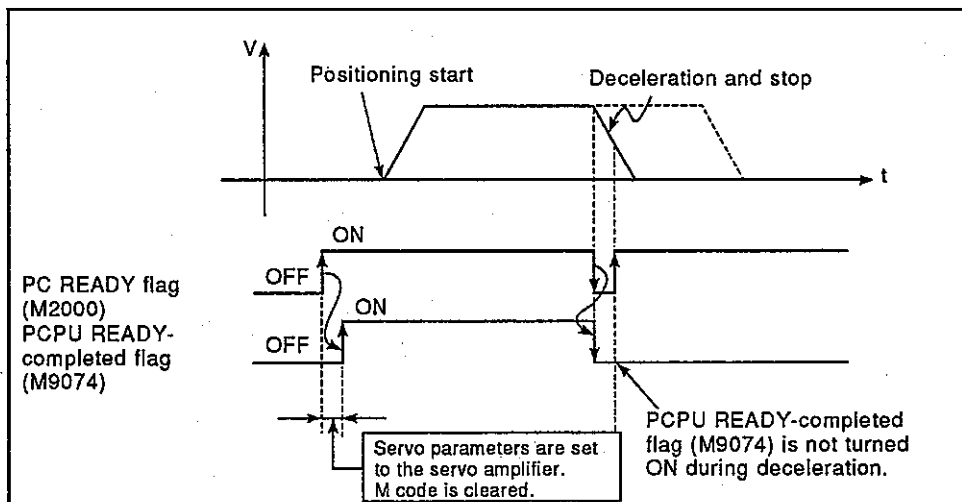 V
Positioning start
Deceleration and stop
t
ON
OFF
PC READY flag
(M2000)
ON
PCPU READY-
completed flag
(M9074)
OFF
Servo parameters are set
to the servo amplifier.
M code is cleared.
PCPU READY-completed
flag (M9074) is not turned
ON during deceleration.